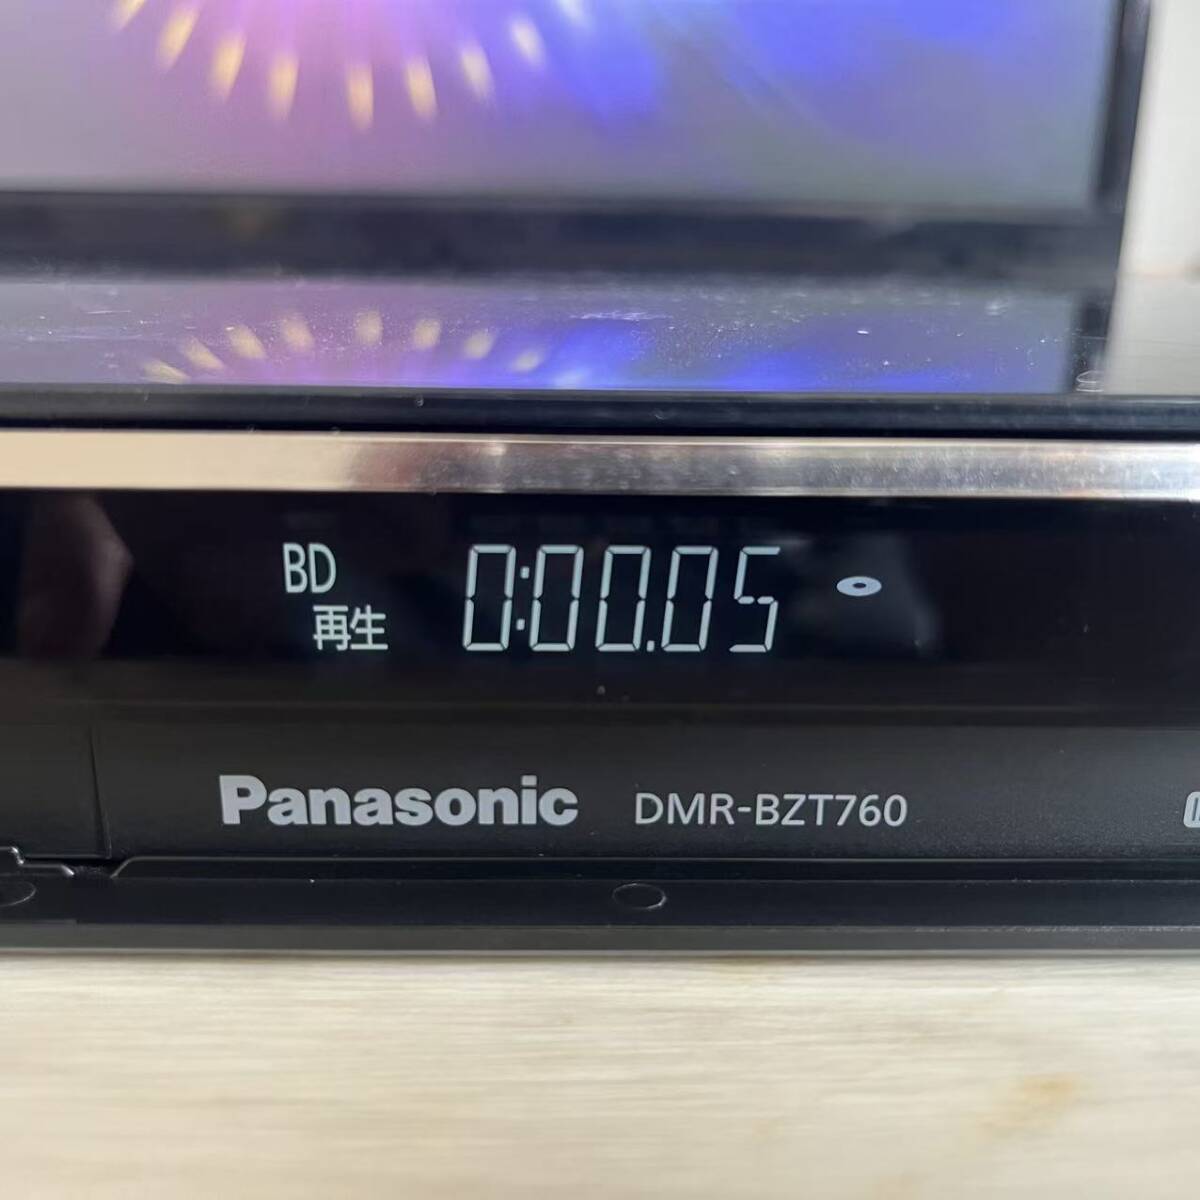 BD 0:00.05
再生
Panasonic DMR-BZT760